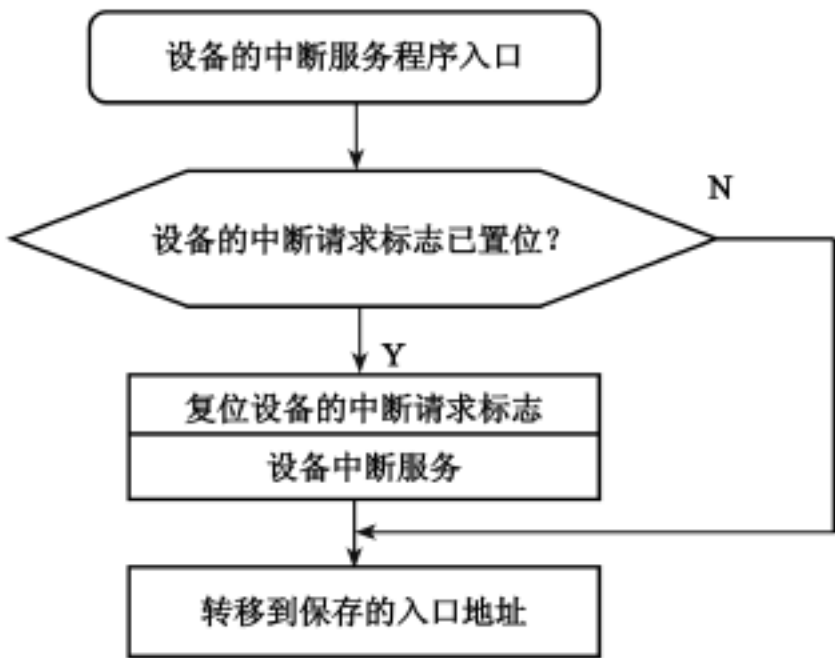 设备的中断服务程序入口
N
设备的中断请求标志已置位？
Y
复位设备的中断请求标志
设备中断服务
转移到保存的入口地址